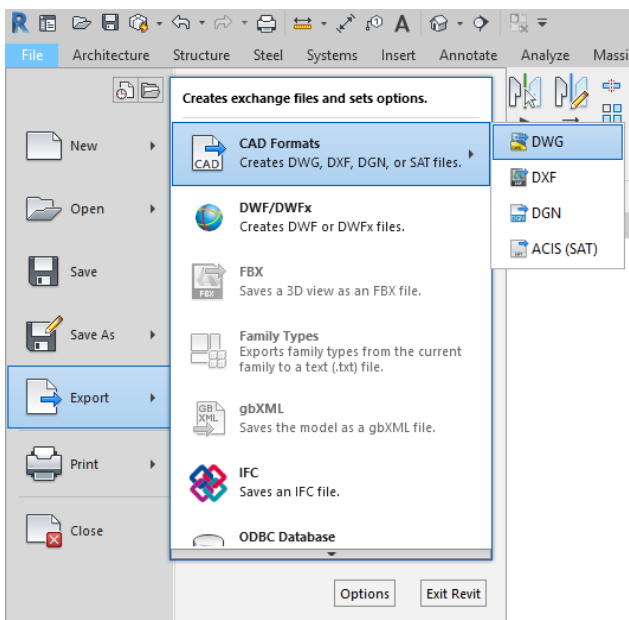 R
A
File Architecture Structure Steel Systems Insert Annotate Analyze Massi
Creates exchange files and sets options.
New
Open
Save
Save As
Export
Print
Close
CAD
CAD Formats
Creates DWG, DXF, DGN, or SAT files.
DWF/DWFx
Creates DWF or DWFx files.
FBX
FBX
Saves a 3D view as an FBX file.
Family Types
Exports family types from the current
family to a text (.txt) file.
GB
XML
gbXML
Saves the model as a gbXML file.
IFC
Saves an IFC file.
ODBC Database
DWG
DXF
DGN
ACIS (SAT)
Options
Exit Revit